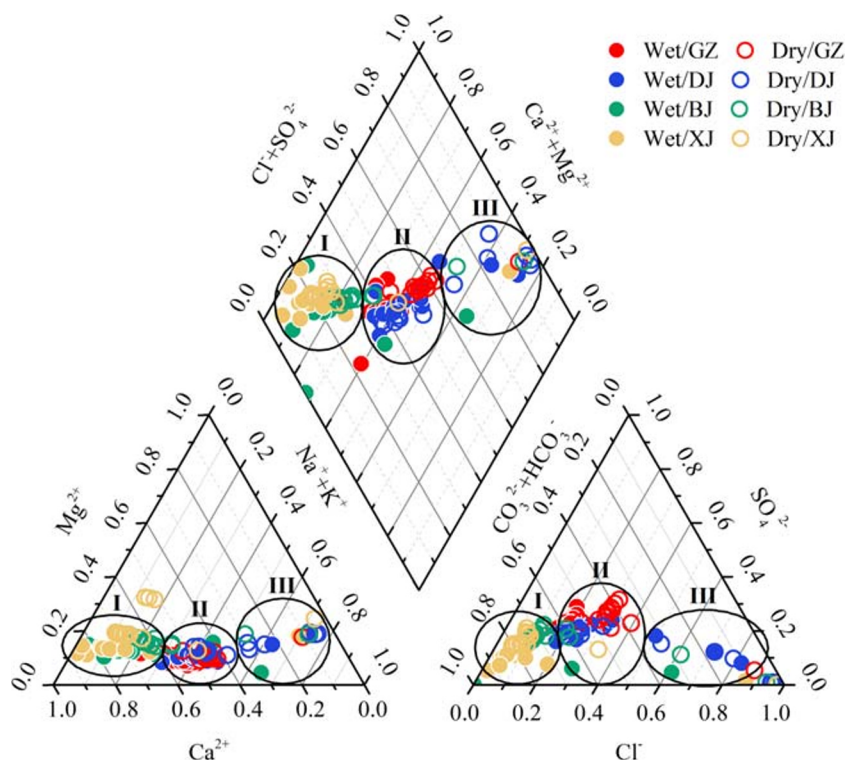 Wet/GZ Dry/GZ
Wet/DJ Dry/DJ
Wet/BJ Dry/BJ
Wet/XJ Dry/XJ
1.0 1.0
0.8 0.8
0.6 0.6
0.4 0.4
0.2 0.2
0.0 0.0
Cl⁻+SO₄²⁻
Ca²⁺+Mg²⁺
I II III
1.0 0.0
0.8 0.2
0.6 0.4
0.4 0.6
0.2 0.8
0.0 1.0
Mg²⁺
Na⁺+K⁺
I II III
1.0 0.8 0.6 0.4 0.2 0.0
Ca²⁺
0.0 1.0
0.2 0.8
0.4 0.6
0.6 0.4
0.8 0.2
1.0 0.0
CO₃²⁻+HCO₃⁻
SO₄²⁻
I II III
0.0 0.2 0.4 0.6 0.8 1.0
Cl⁻